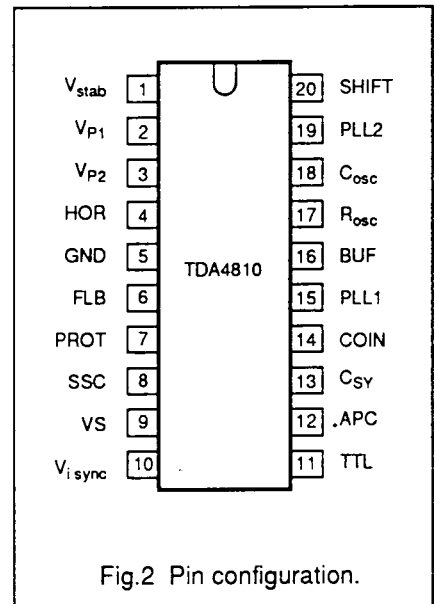 Vstab 1 20 SHIFT
VP1 2 19 PLL2
VP2 3 18 Cosc
HOR 4 17 Rosc
GND 5 16 BUF
TDA4810
FLB 6 15 PLL1
PROT 7 14 COIN
SSC 8 13 CSY
VS 9 12 .APC
Vi sync 10 11 TTL
Fig.2 Pin configuration.